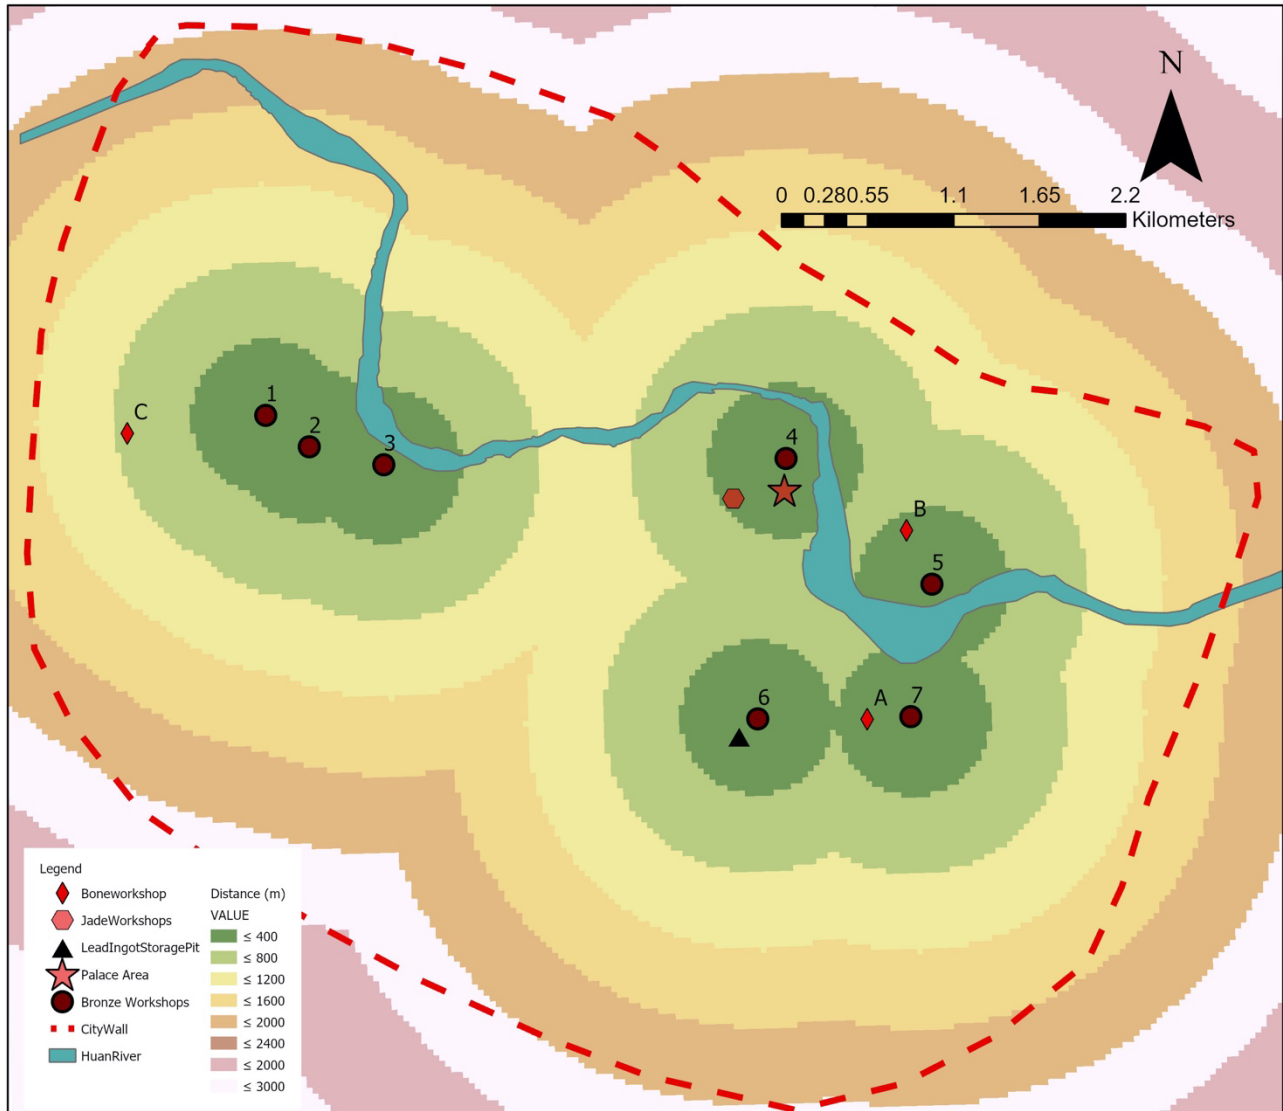 N
0 0.280.55 1.1 1.65 2.2
Kilometers
1
C
2
3
4
B
5
6
A
7
Legend
Boneworkshop
JadeWorkshops
LeadIngotStoragePit
Palace Area
Bronze Workshops
CityWall
HuanRiver
Distance (m)
VALUE
≤ 400
≤ 800
≤ 1200
≤ 1600
≤ 2000
≤ 2400
≤ 2000
≤ 3000